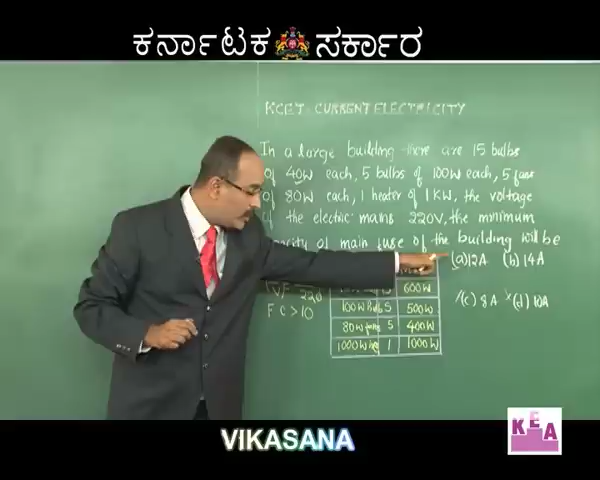 ಕರ್ನಾಟಕ ಸರ್ಕಾರ
KCET - CURRENT ELECTRICITY
In a large building there are 15 bulbs
of 40W each, 5 bulbs of 100W each, 5 fans
of 80W each, 1 heater of 1KW, the voltage
of the electric mains 220V, the minimum
of main fuse of the building will be
(a) 12A (b) 14A
(c) 8A (d) 10A
600W
220
100W 5 500W
F C > 10
80W fans 5 400W
1000W 1 1000W
VIKASANA
KEA